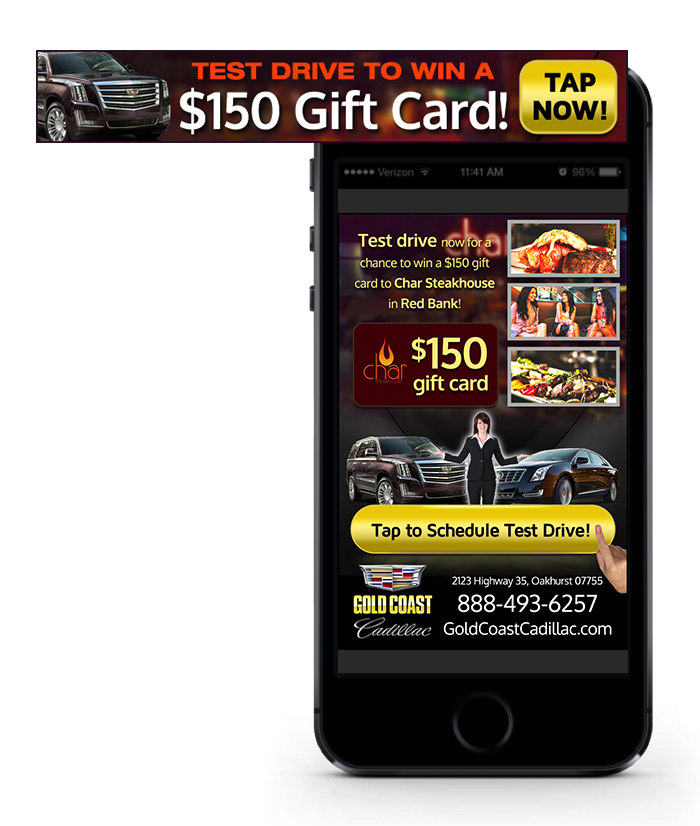 TEST DRIVE TO WIN A
$150 Gift Card!
TAP
NOW!
Verizon
11:41 AM
96%
char
Test drive now for a
chance to win a $150 gift
card to Char Steakhouse
in Red Bank!
char
$150
gift card
Tap to Schedule Test Drive!
2123 Highway 35, Oakhurst 07755
GOLD COAST
888-493-6257
Cadillac
GoldCoastCadillac.com